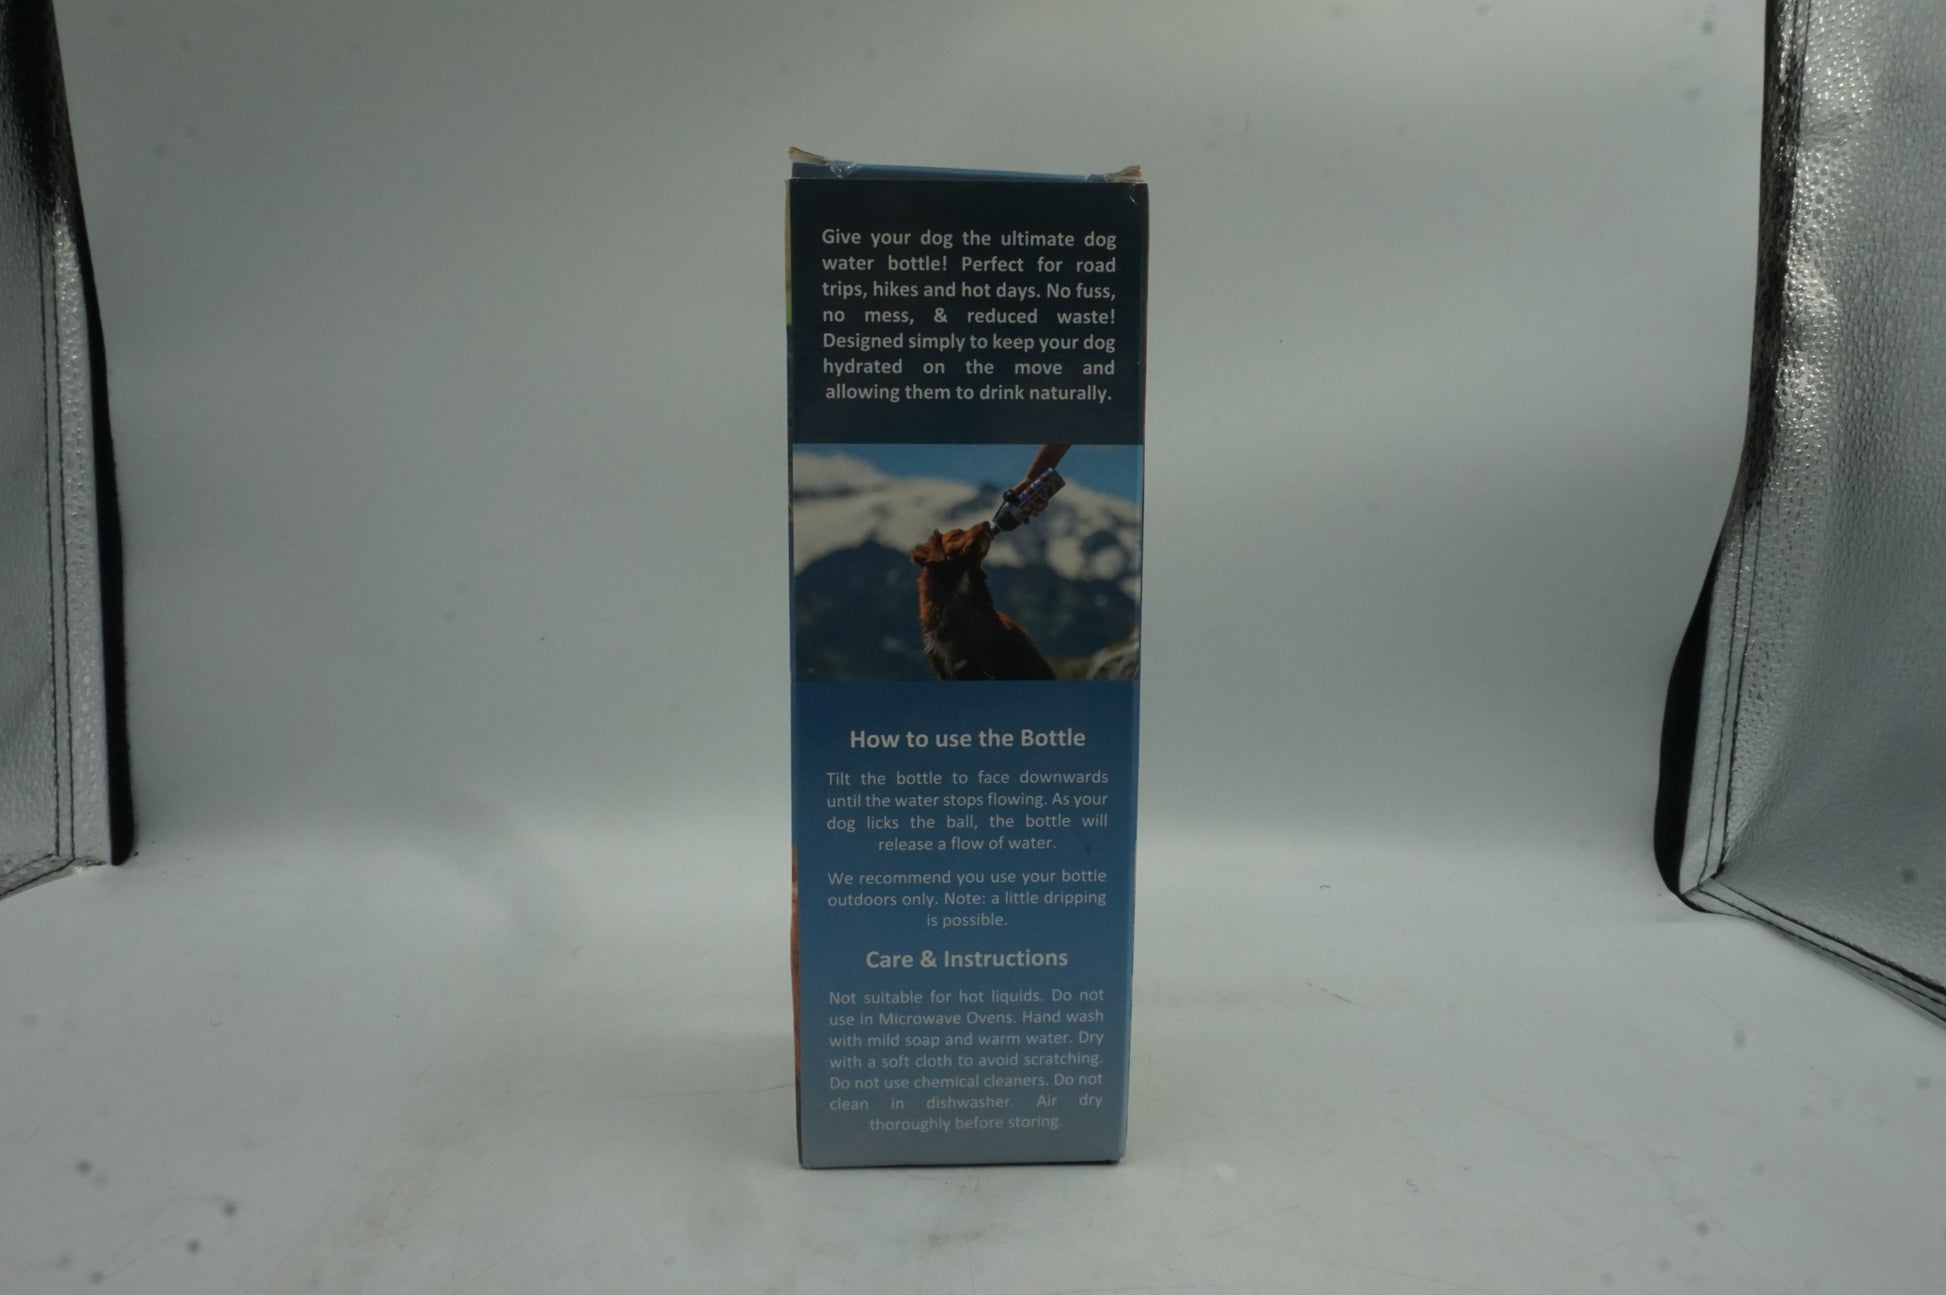 Give your dog the ultimate dog
water bottle! Perfect for road
trips, hikes and hot days. No fuss,
no mess, & reduced waste!
Designed simply to keep your dog
hydrated on the move and
allowing them to drink naturally.
How to use the Bottle
Tilt the bottle to face downwards
until the water stops flowing. As your
dog licks the ball, the bottle will
release a flow of water.
We recommend you use your bottle
outdoors only. Note: a little dripping
is possible.
Care & Instructions
Not suitable for hot liquids. Do not
use in Microwave Ovens. Hand wash
with mild soap and warm water. Dry
with a soft cloth to avoid scratching.
Do not use chemical cleaners. Do not
clean in dishwasher. Air dry
thoroughly before storing.